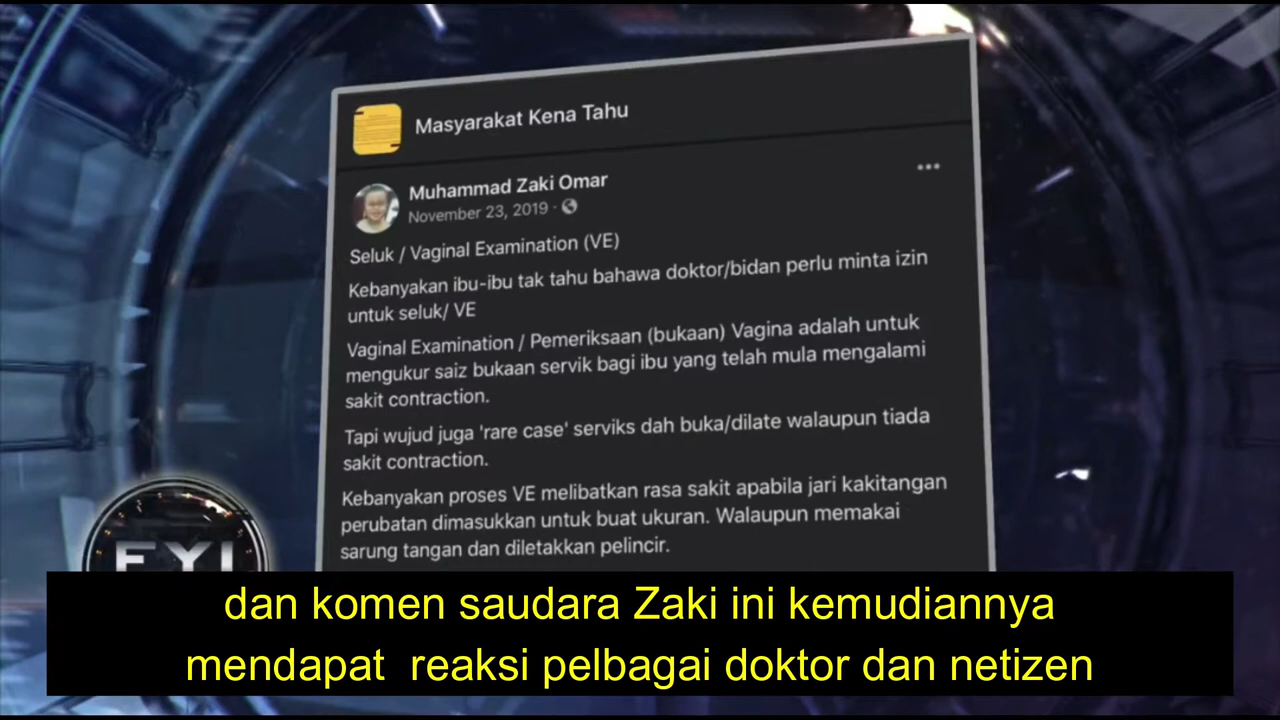 Masyarakat Kena Tahu
Muhammad Zaki Omar
November 23, 2019 ·
Seluk / Vaginal Examination (VE)
Kebanyakan ibu-ibu tak tahu bahawa doktor/bidan perlu minta izin
untuk seluk/ VE
Vaginal Examination / Pemeriksaan (bukaan) Vagina adalah untuk
mengukur saiz bukaan servik bagi ibu yang telah mula mengalami
sakit contraction.
Tapi wujud juga 'rare case' serviks dah buka/dilate walaupun tiada
sakit contraction.
Kebanyakan proses VE melibatkan rasa sakit apabila jari kakitangan
perubatan dimasukkan untuk buat ukuran. Walaupun memakai
sarung tangan dan diletakkan pelincir.
FYI
dan komen saudara Zaki ini kemudiannya
mendapat  reaksi pelbagai doktor dan netizen